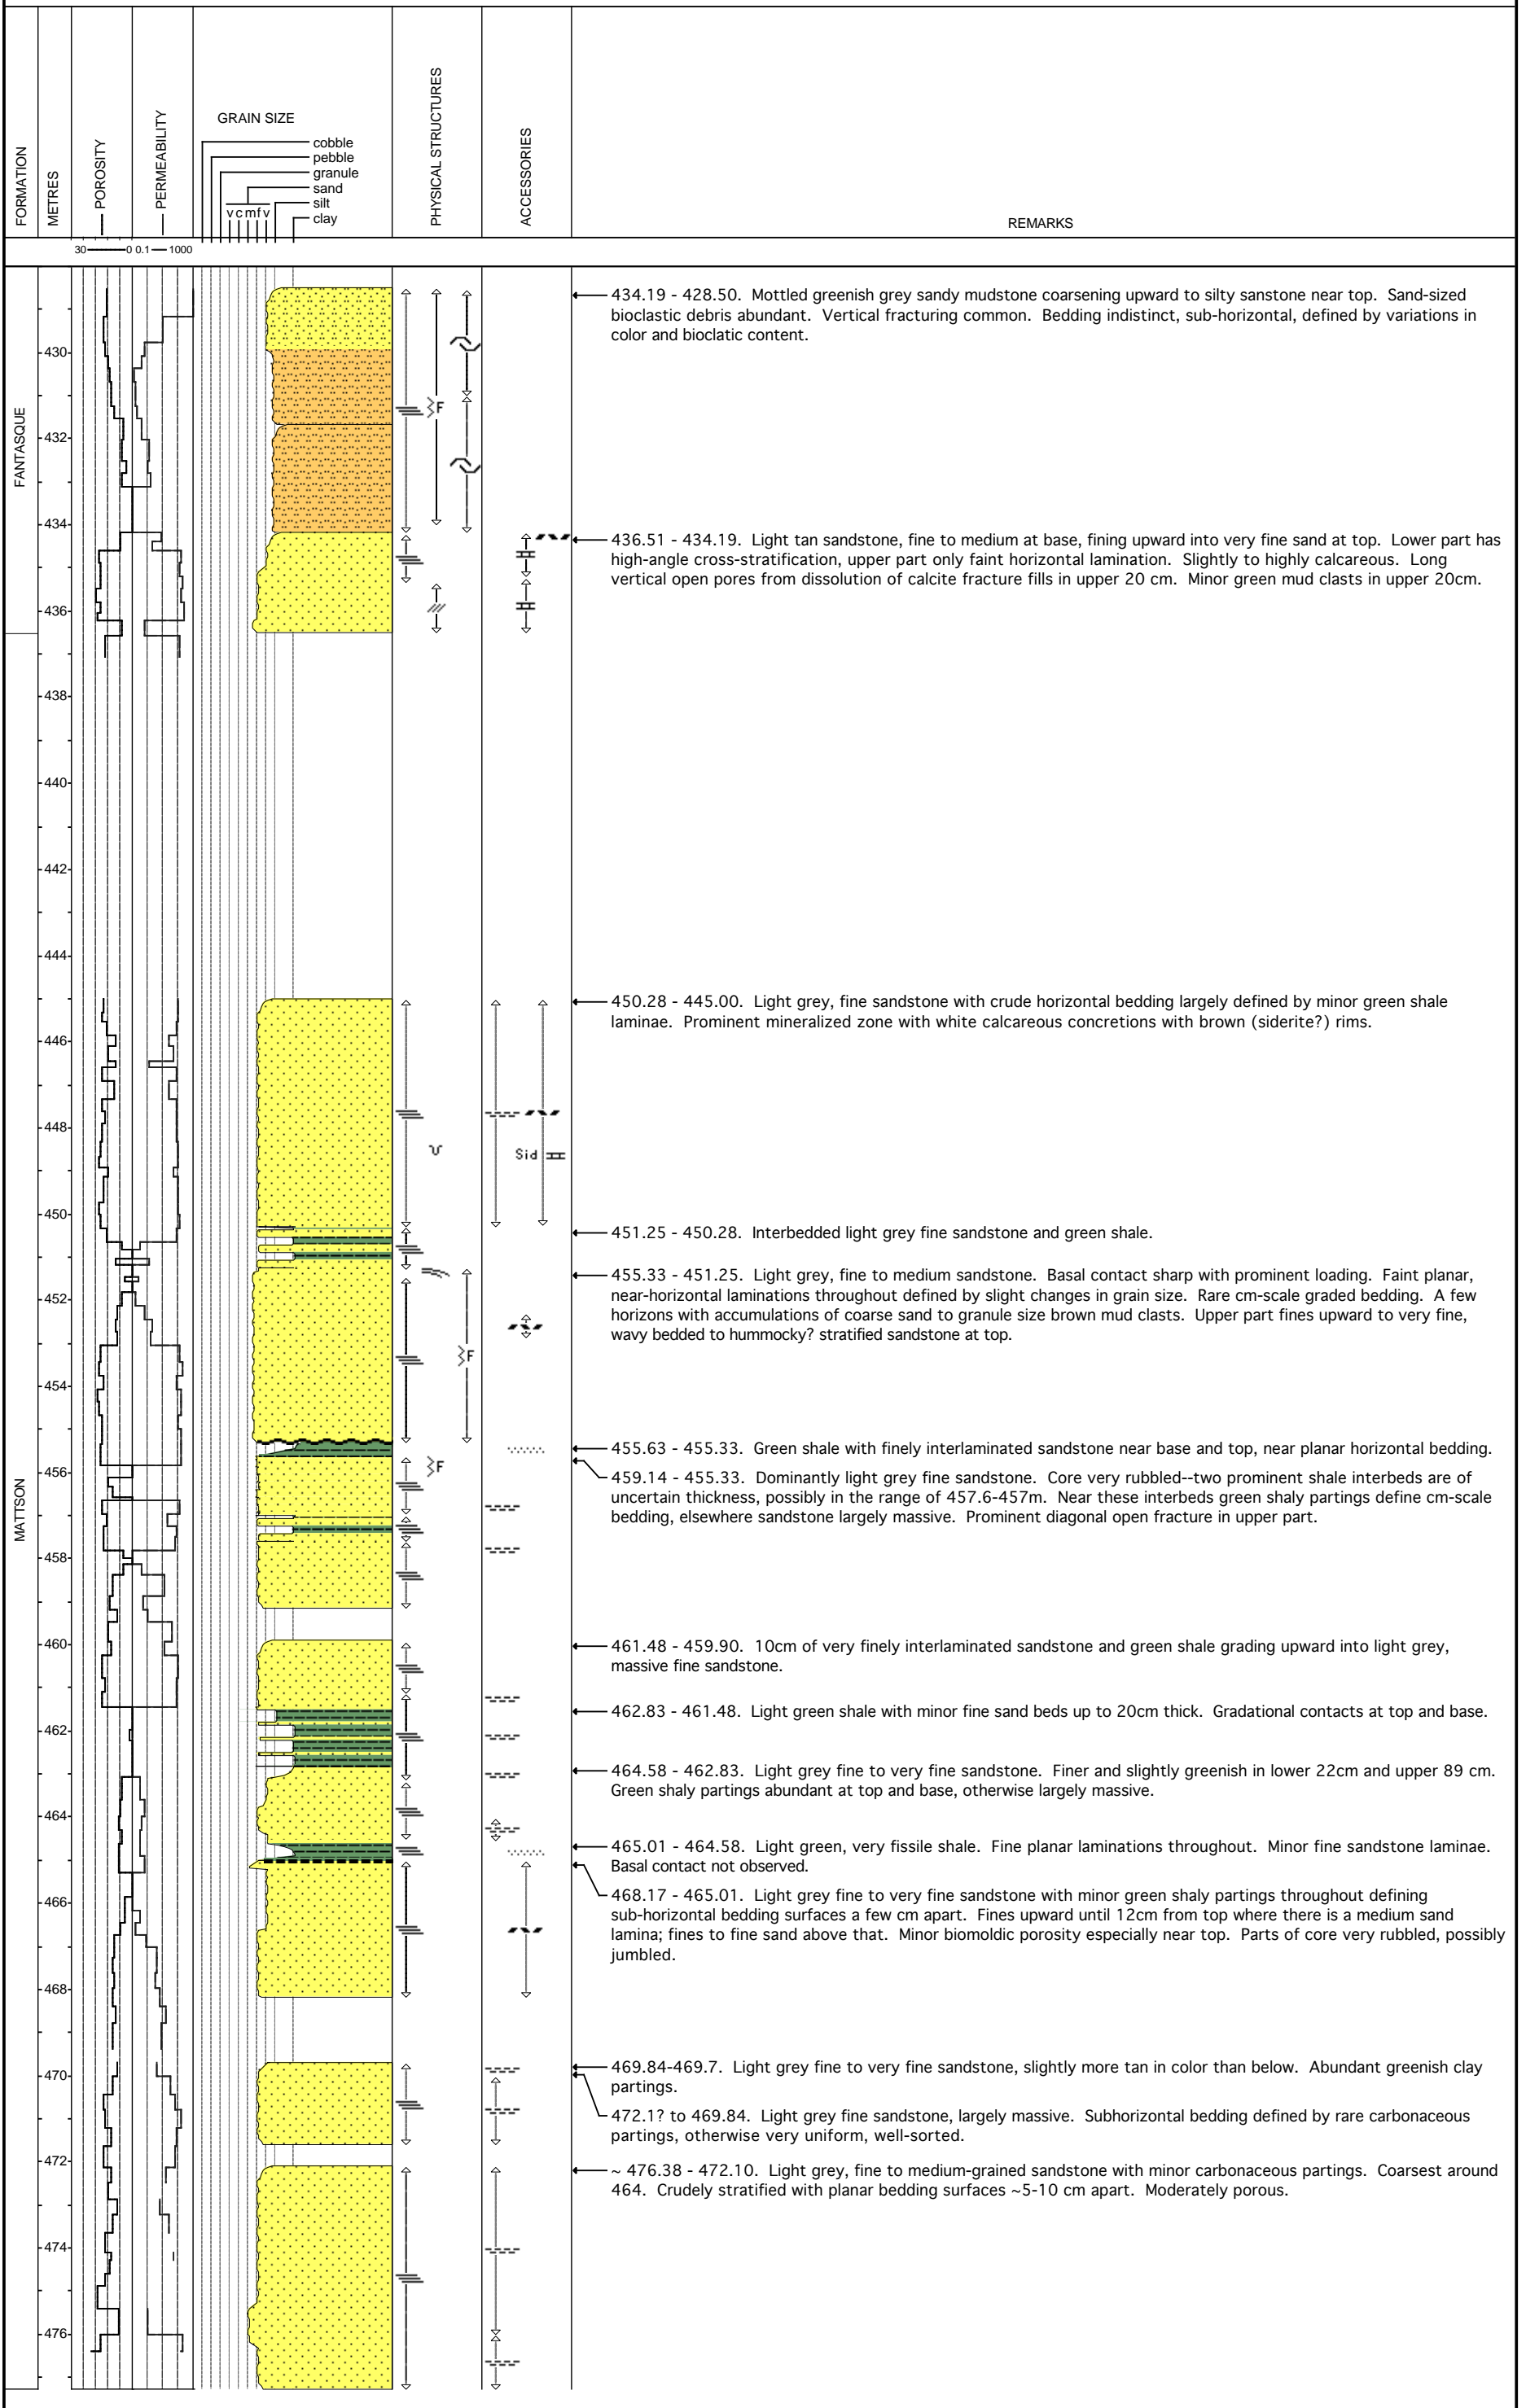 FORMATION
METRES
POROSITY
PERMEABILITY
GRAIN SIZE
cobble
pebble
granule
sand
silt
clay
v c m f v
PHYSICAL STRUCTURES
ACCESSORIES
REMARKS
30 0 0.1 1000
FANTASQUE
MATTSON
430
432
434
436
438
440
442
444
446
448
450
452
454
456
458
460
462
464
466
468
470
472
474
476
F
Sid
F
F
434.19 - 428.50. Mottled greenish grey sandy mudstone coarsening upward to silty sanstone near top. Sand-sized
bioclastic debris abundant. Vertical fracturing common. Bedding indistinct, sub-horizontal, defined by variations in
color and bioclatic content.
436.51 - 434.19. Light tan sandstone, fine to medium at base, fining upward into very fine sand at top. Lower part has
high-angle cross-stratification, upper part only faint horizontal lamination. Slightly to highly calcareous. Long
vertical open pores from dissolution of calcite fracture fills in upper 20 cm. Minor green mud clasts in upper 20cm.
450.28 - 445.00. Light grey, fine sandstone with crude horizontal bedding largely defined by minor green shale
laminae. Prominent mineralized zone with white calcareous concretions with brown (siderite?) rims.
451.25 - 450.28. Interbedded light grey fine sandstone and green shale.
455.33 - 451.25. Light grey, fine to medium sandstone. Basal contact sharp with prominent loading. Faint planar,
near-horizontal laminations throughout defined by slight changes in grain size. Rare cm-scale graded bedding. A few
horizons with accumulations of coarse sand to granule size brown mud clasts. Upper part fines upward to very fine,
wavy bedded to hummocky? stratified sandstone at top.
455.63 - 455.33. Green shale with finely interlaminated sandstone near base and top, near planar horizontal bedding.
459.14 - 455.33. Dominantly light grey fine sandstone. Core very rubbled--two prominent shale interbeds are of
uncertain thickness, possibly in the range of 457.6-457m. Near these interbeds green shaly partings define cm-scale
bedding, elsewhere sandstone largely massive. Prominent diagonal open fracture in upper part.
461.48 - 459.90. 10cm of very finely interlaminated sandstone and green shale grading upward into light grey,
massive fine sandstone.
462.83 - 461.48. Light green shale with minor fine sand beds up to 20cm thick. Gradational contacts at top and base.
464.58 - 462.83. Light grey fine to very fine sandstone. Finer and slightly greenish in lower 22cm and upper 89 cm.
Green shaly partings abundant at top and base, otherwise largely massive.
465.01 - 464.58. Light green, very fissile shale. Fine planar laminations throughout. Minor fine sandstone laminae.
Basal contact not observed.
468.17 - 465.01. Light grey fine to very fine sandstone with minor green shaly partings throughout defining
sub-horizontal bedding surfaces a few cm apart. Fines upward until 12cm from top where there is a medium sand
lamina; fines to fine sand above that. Minor biomoldic porosity especially near top. Parts of core very rubbled, possibly
jumbled.
469.84-469.7. Light grey fine to very fine sandstone, slightly more tan in color than below. Abundant greenish clay
partings.
472.1? to 469.84. Light grey fine sandstone, largely massive. Subhorizontal bedding defined by rare carbonaceous
partings, otherwise very uniform, well-sorted.
~ 476.38 - 472.10. Light grey, fine to medium-grained sandstone with minor carbonaceous partings. Coarsest around
464. Crudely stratified with planar bedding surfaces ~5-10 cm apart. Moderately porous.